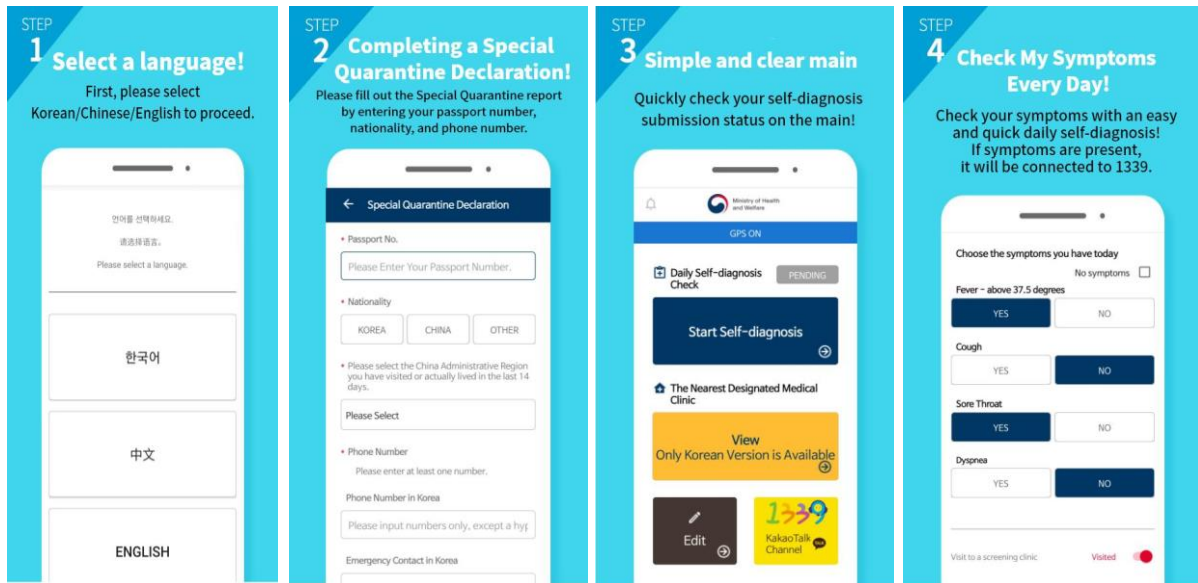 STEP
1
Select a language!
First, please select
Korean/Chinese/English to proceed.
언어를 선택하세요.
请选择语言。
Please select a language.
한국어
中文
ENGLISH
STEP
2
Completing a Special
Quarantine Declaration!
Please fill out the Special Quarantine report
by entering your passport number,
nationality, and phone number.
Special Quarantine Declaration
• Passport No.
Please Enter Your Passport Number.
• Nationality
KOREA CHINA OTHER
• Please select the China Administrative Region
you have visited or actually lived in the last 14
days.
Please Select
• Phone Number
Please enter at least one number.
Phone Number in Korea
Please input numbers only, except a hyp
Emergency Contact in Korea
STEP
3
Simple and clear main
Quickly check your self-diagnosis
submission status on the main!
Ministry of Health
and Welfare
GPS ON
Daily Self-diagnosis
Check
PENDING
Start Self-diagnosis
The Nearest Designated Medical
Clinic
View
Only Korean Version is Available
Edit
1339
KakaoTalk
Channel
TALK
STEP
4
Check My Symptoms
Every Day!
Check your symptoms with an easy
and quick daily self-diagnosis!
If symptoms are present,
it will be connected to 1339.
Choose the symptoms you have today
No symptoms
Fever - above 37.5 degrees
YES NO
Cough
YES NO
Sore Throat
YES NO
Dyspnea
YES NO
Visit to a screening clinic Visited